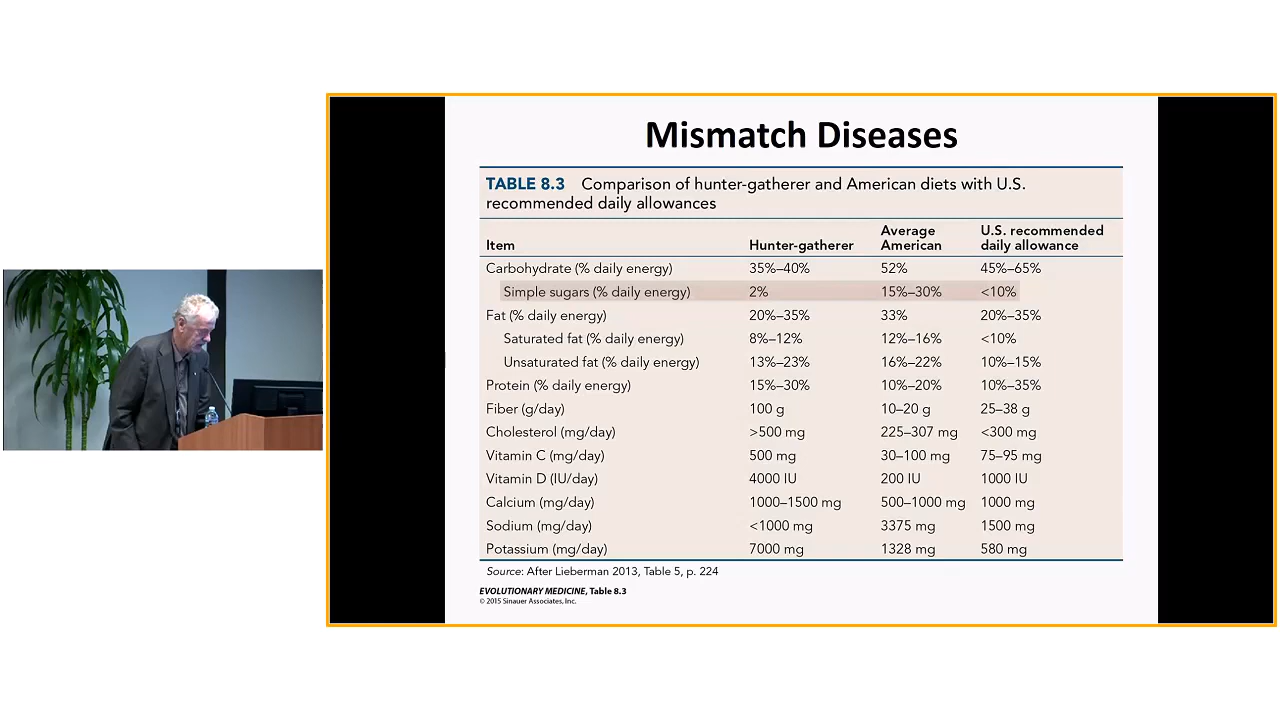 Mismatch Diseases
TABLE 8.3 Comparison of hunter-gatherer and American diets with U.S.
recommended daily allowances
Item Hunter-gatherer Average American U.S. recommended daily allowance
Carbohydrate (% daily energy) 35%–40% 52% 45%–65%
Simple sugars (% daily energy) 2% 15%–30% <10%
Fat (% daily energy) 20%–35% 33% 20%–35%
Saturated fat (% daily energy) 8%–12% 12%–16% <10%
Unsaturated fat (% daily energy) 13%–23% 16%–22% 10%–15%
Protein (% daily energy) 15%–30% 10%–20% 10%–35%
Fiber (g/day) 100 g 10–20 g 25–38 g
Cholesterol (mg/day) >500 mg 225–307 mg <300 mg
Vitamin C (mg/day) 500 mg 30–100 mg 75–95 mg
Vitamin D (IU/day) 4000 IU 200 IU 1000 IU
Calcium (mg/day) 1000–1500 mg 500–1000 mg 1000 mg
Sodium (mg/day) <1000 mg 3375 mg 1500 mg
Potassium (mg/day) 7000 mg 1328 mg 580 mg
Source: After Lieberman 2013, Table 5, p. 224
EVOLUTIONARY MEDICINE, Table 8.3
© 2015 Sinauer Associates, Inc.